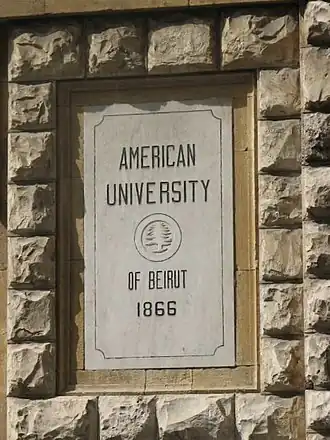 AMERICAN
UNIVERSITY
OF BEIRUT
1866